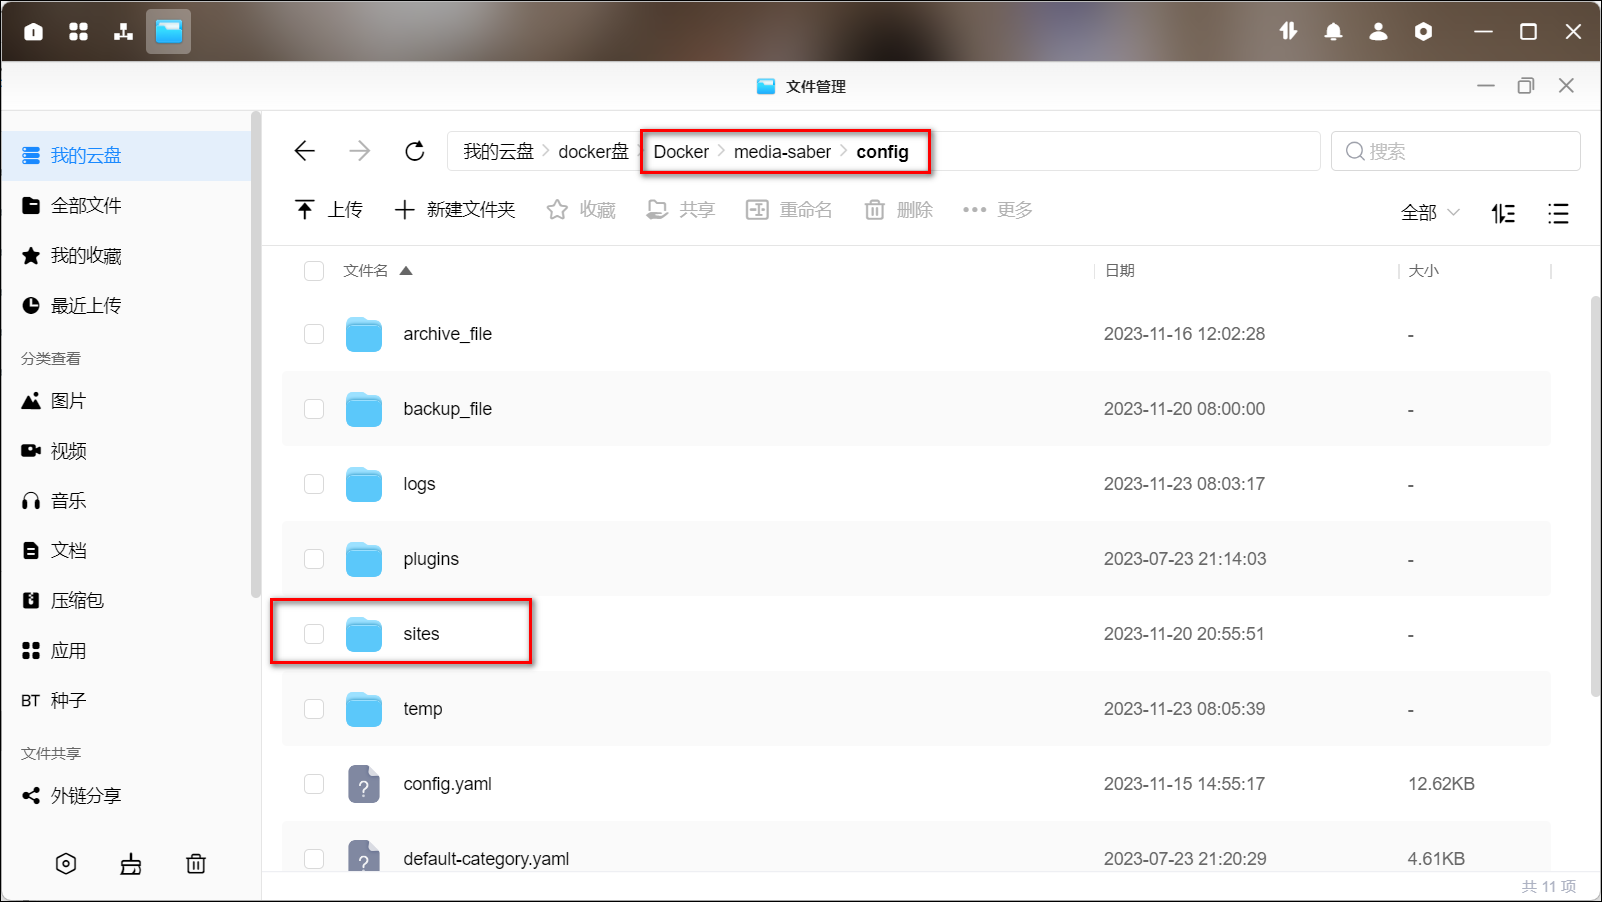 文件管理
我的云盘
全部文件
我的收藏
最近上传
分类查看
图片
视频
音乐
文档
压缩包
应用
BT 种子
文件共享
外链分享
我的云盘 docker盘 Docker media-saber config
搜索
上传 新建文件夹 收藏 共享 重命名 删除 更多
全部
文件名 日期 大小
archive_file 2023-11-16 12:02:28 -
backup_file 2023-11-20 08:00:00 -
logs 2023-11-23 08:03:17 -
plugins 2023-07-23 21:14:03 -
sites 2023-11-20 20:55:51 -
temp 2023-11-23 08:05:39 -
config.yaml 2023-11-15 14:55:17 12.62KB
default-category.yaml 2023-07-23 21:20:29 4.61KB
共 11 项